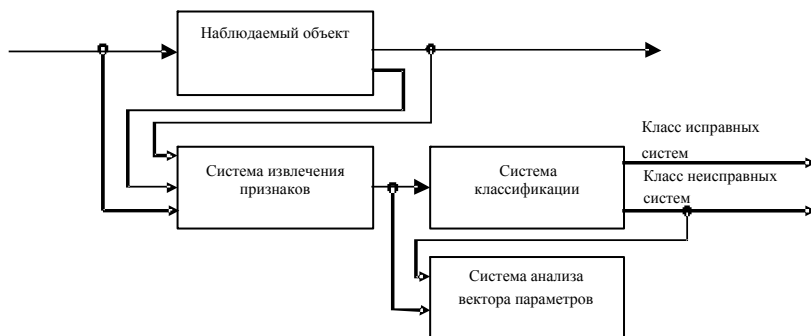 Наблюдаемый объект
Класс исправных
систем
Класс неисправных
систем
Система извлечения
признаков
Система
классификации
Система анализа
вектора параметров